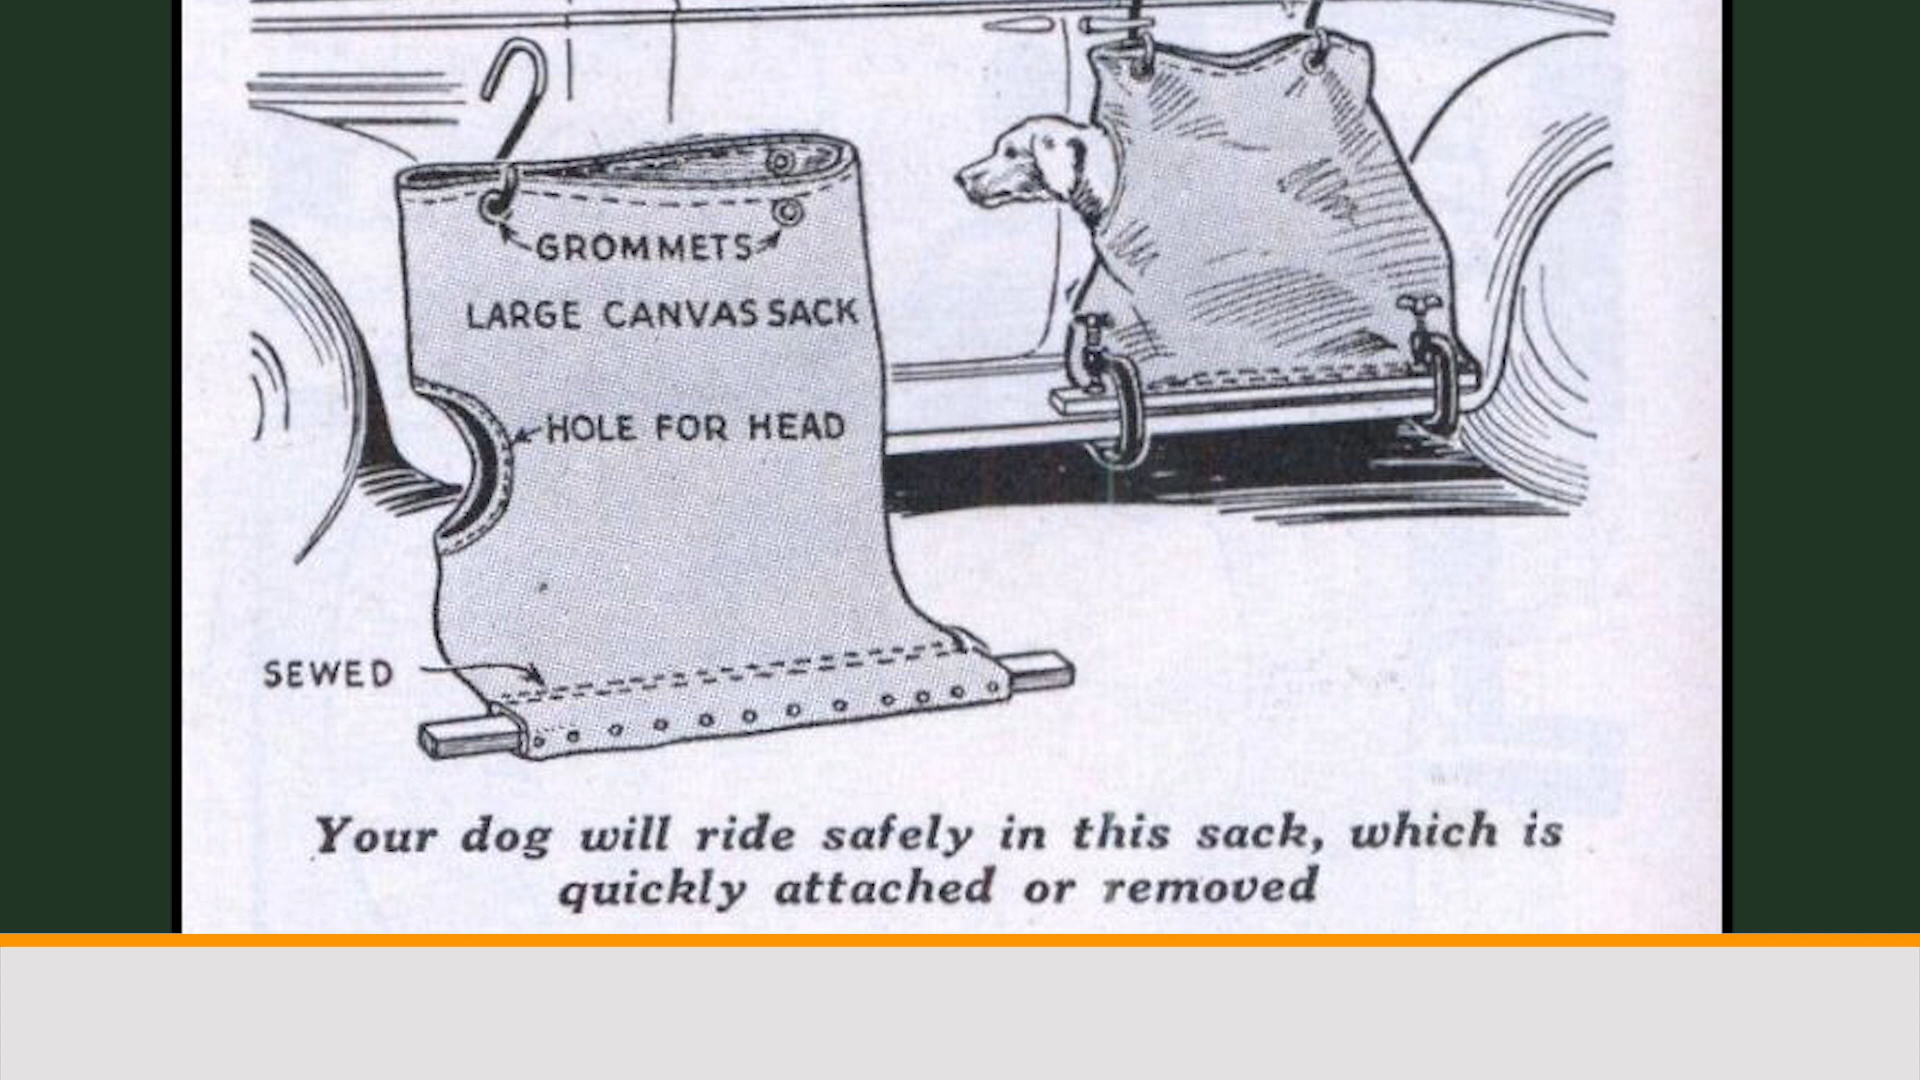 GROMMETS
LARGE CANVAS SACK
HOLE FOR HEAD
SEWED
Your dog will ride safely in this sack, which is
quickly attached or removed